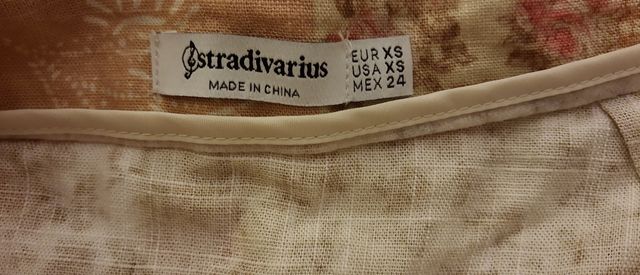 stradivarius
MADE IN CHINA
EUR XS
USA XS
MEX 24